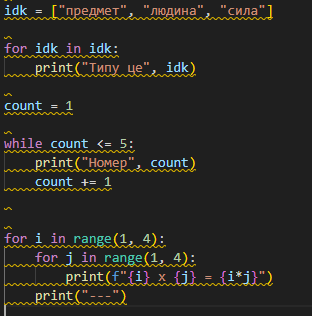 idk = ["предмет", "людина", "сила"]
for idk in idk:
    print("Типу це", idk)
count = 1
while count <= 5:
    print("Номер", count)
    count += 1
for i in range(1, 4):
    for j in range(1, 4):
        print(f"{i} x {j} = {i*j}")
    print("---")